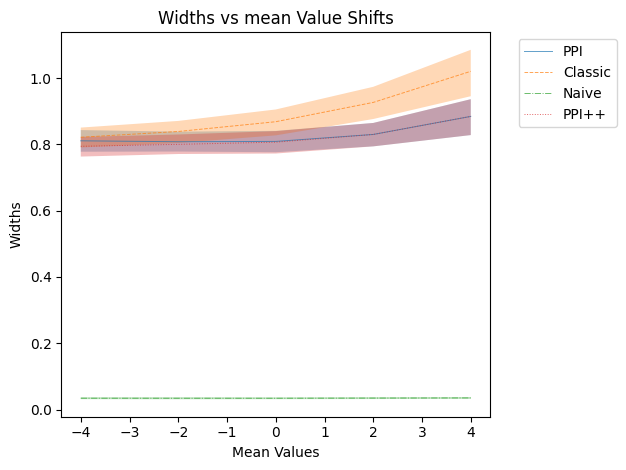 Widths vs mean Value Shifts
PPI
Classic
Naive
PPI++
1.0
0.8
0.6
0.4
0.2
0.0
Widths
−4
−3
−2
−1
0
1
2
3
4
Mean Values